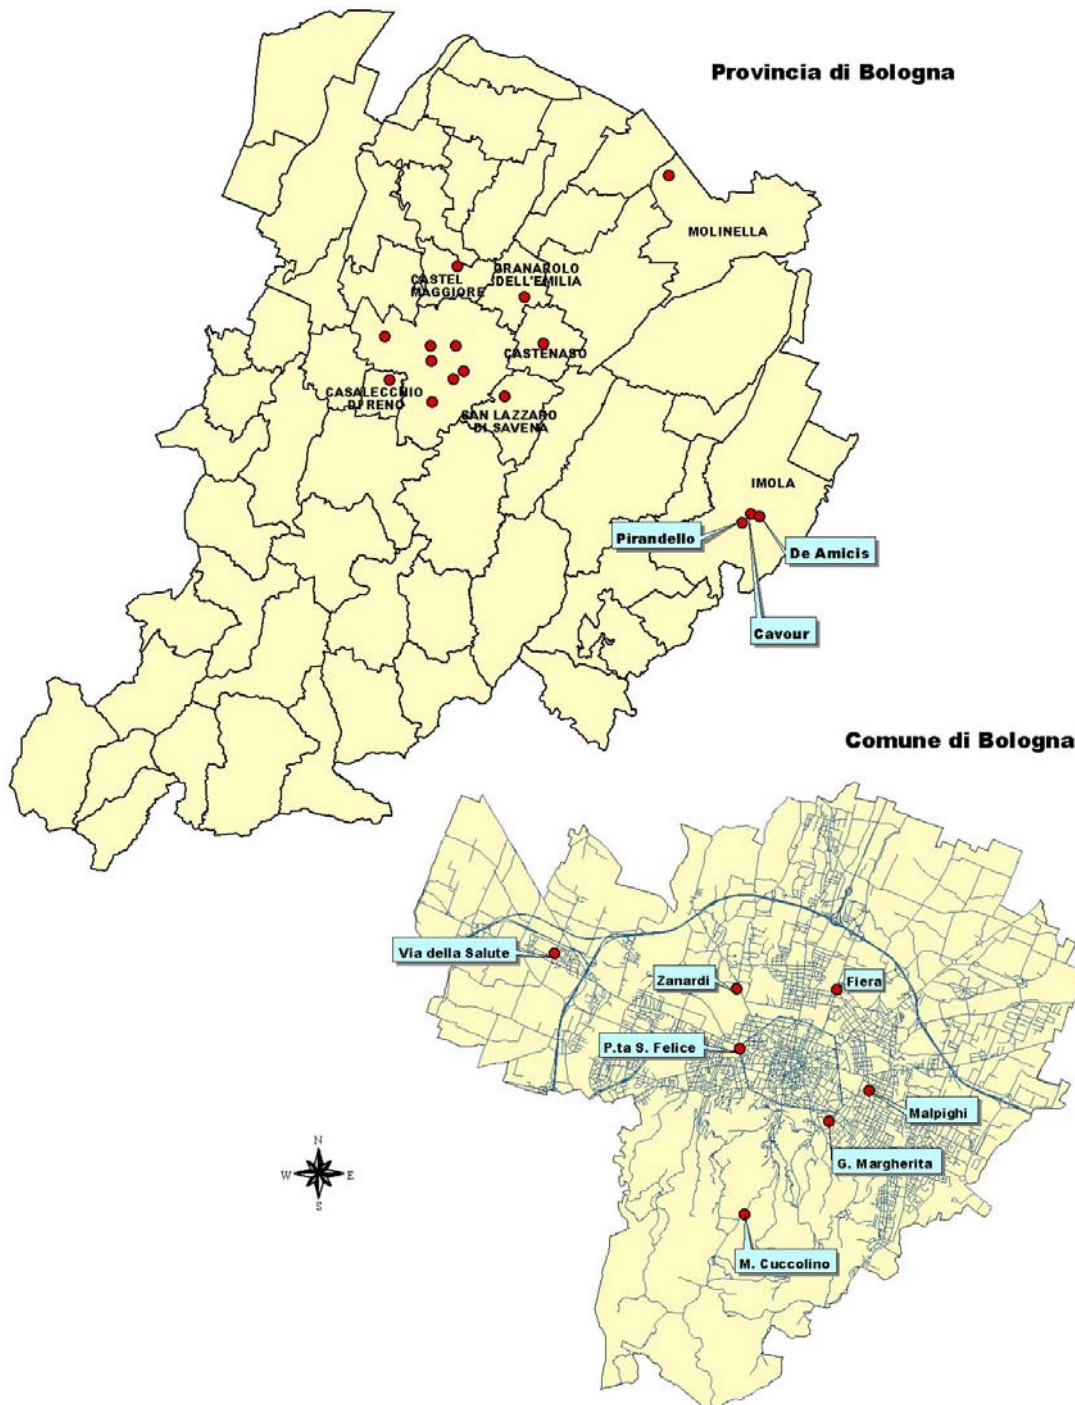 Provincia di Bologna
MOLINELLA
GRANAROLO
DELL'EMILIA
CASTEL
MAGGIORE
CASTENASO
CASALECCHIO
DI RENO
SAN LAZZARO
DI SAVENA
IMOLA
Pirandello
De Amicis
Cavour
Comune di Bologna
Via della Salute
Zanardi
Fiera
P.ta S. Felice
Malpighi
G. Margherita
M. Cuccolino
N
W
E
S